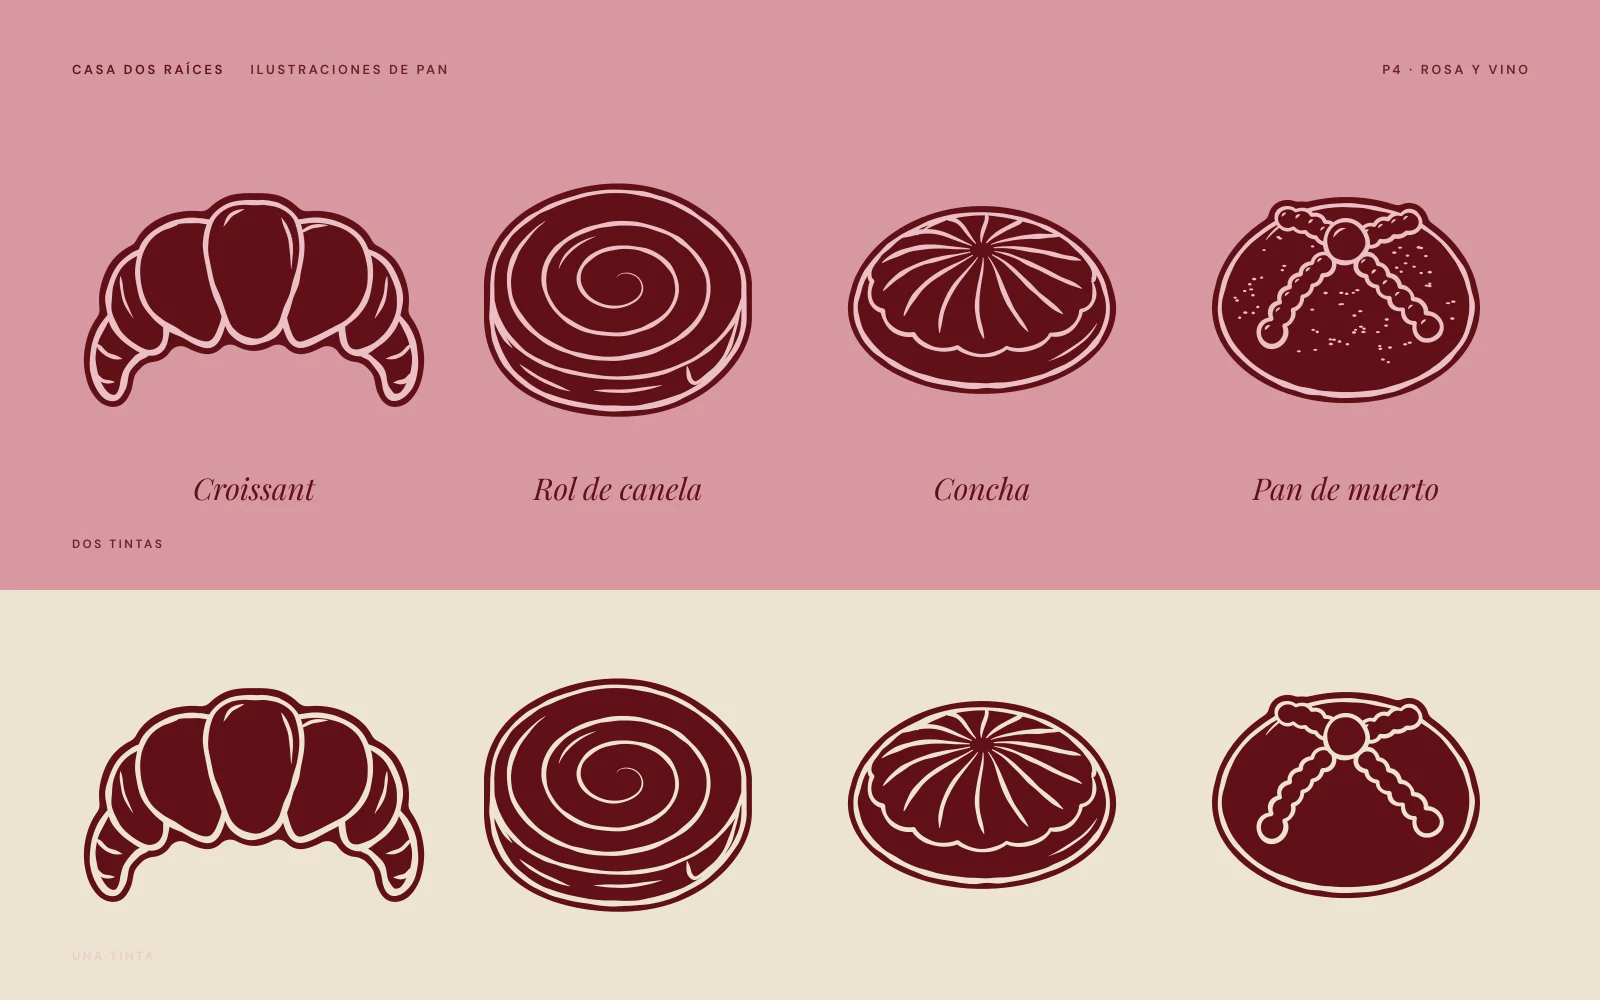 CASA DOS RAÍCES ILUSTRACIONES DE PAN P4 · ROSA Y VINO
Croissant Rol de canela Concha Pan de muerto
DOS TINTAS
UNA TINTA